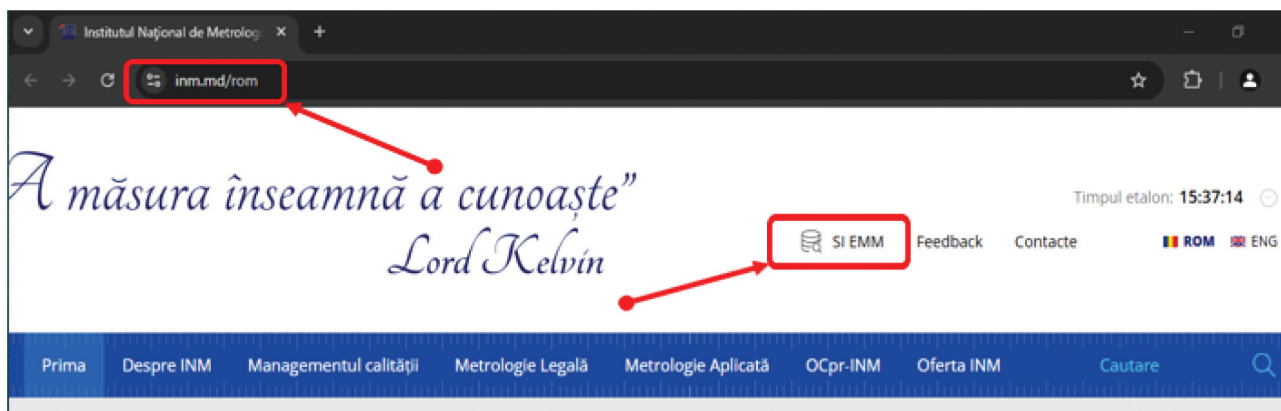 Institutul Național de Metrolog
inm.md/rom
A măsura înseamnă a cunoaște”
Lord Kelvin
Timpul etalon: 15:37:14
SI EMM Feedback Contacte ROM ENG
Prima Despre INM Managementul calității Metrologie Legală Metrologie Aplicată OCpr-INM Oferta INM Cautare